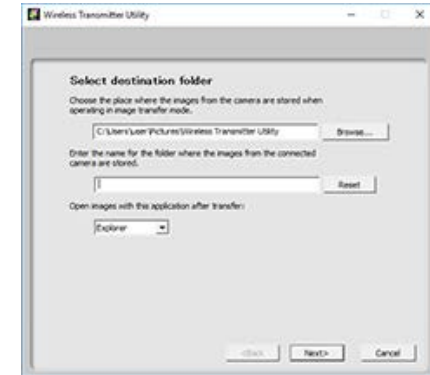 Wireless Transmitter Utility
Select destination folder
Choose the place where the images from the camera are stored when
operating in image transfer mode.
C:\Users\user\Pictures\Wireless Transmitter Utility
Browse...
Enter the name for the folder where the images from the connected
camera are stored.
Reset
Open images with this application after transfer:
Explorer
<Back
Next>
Cancel